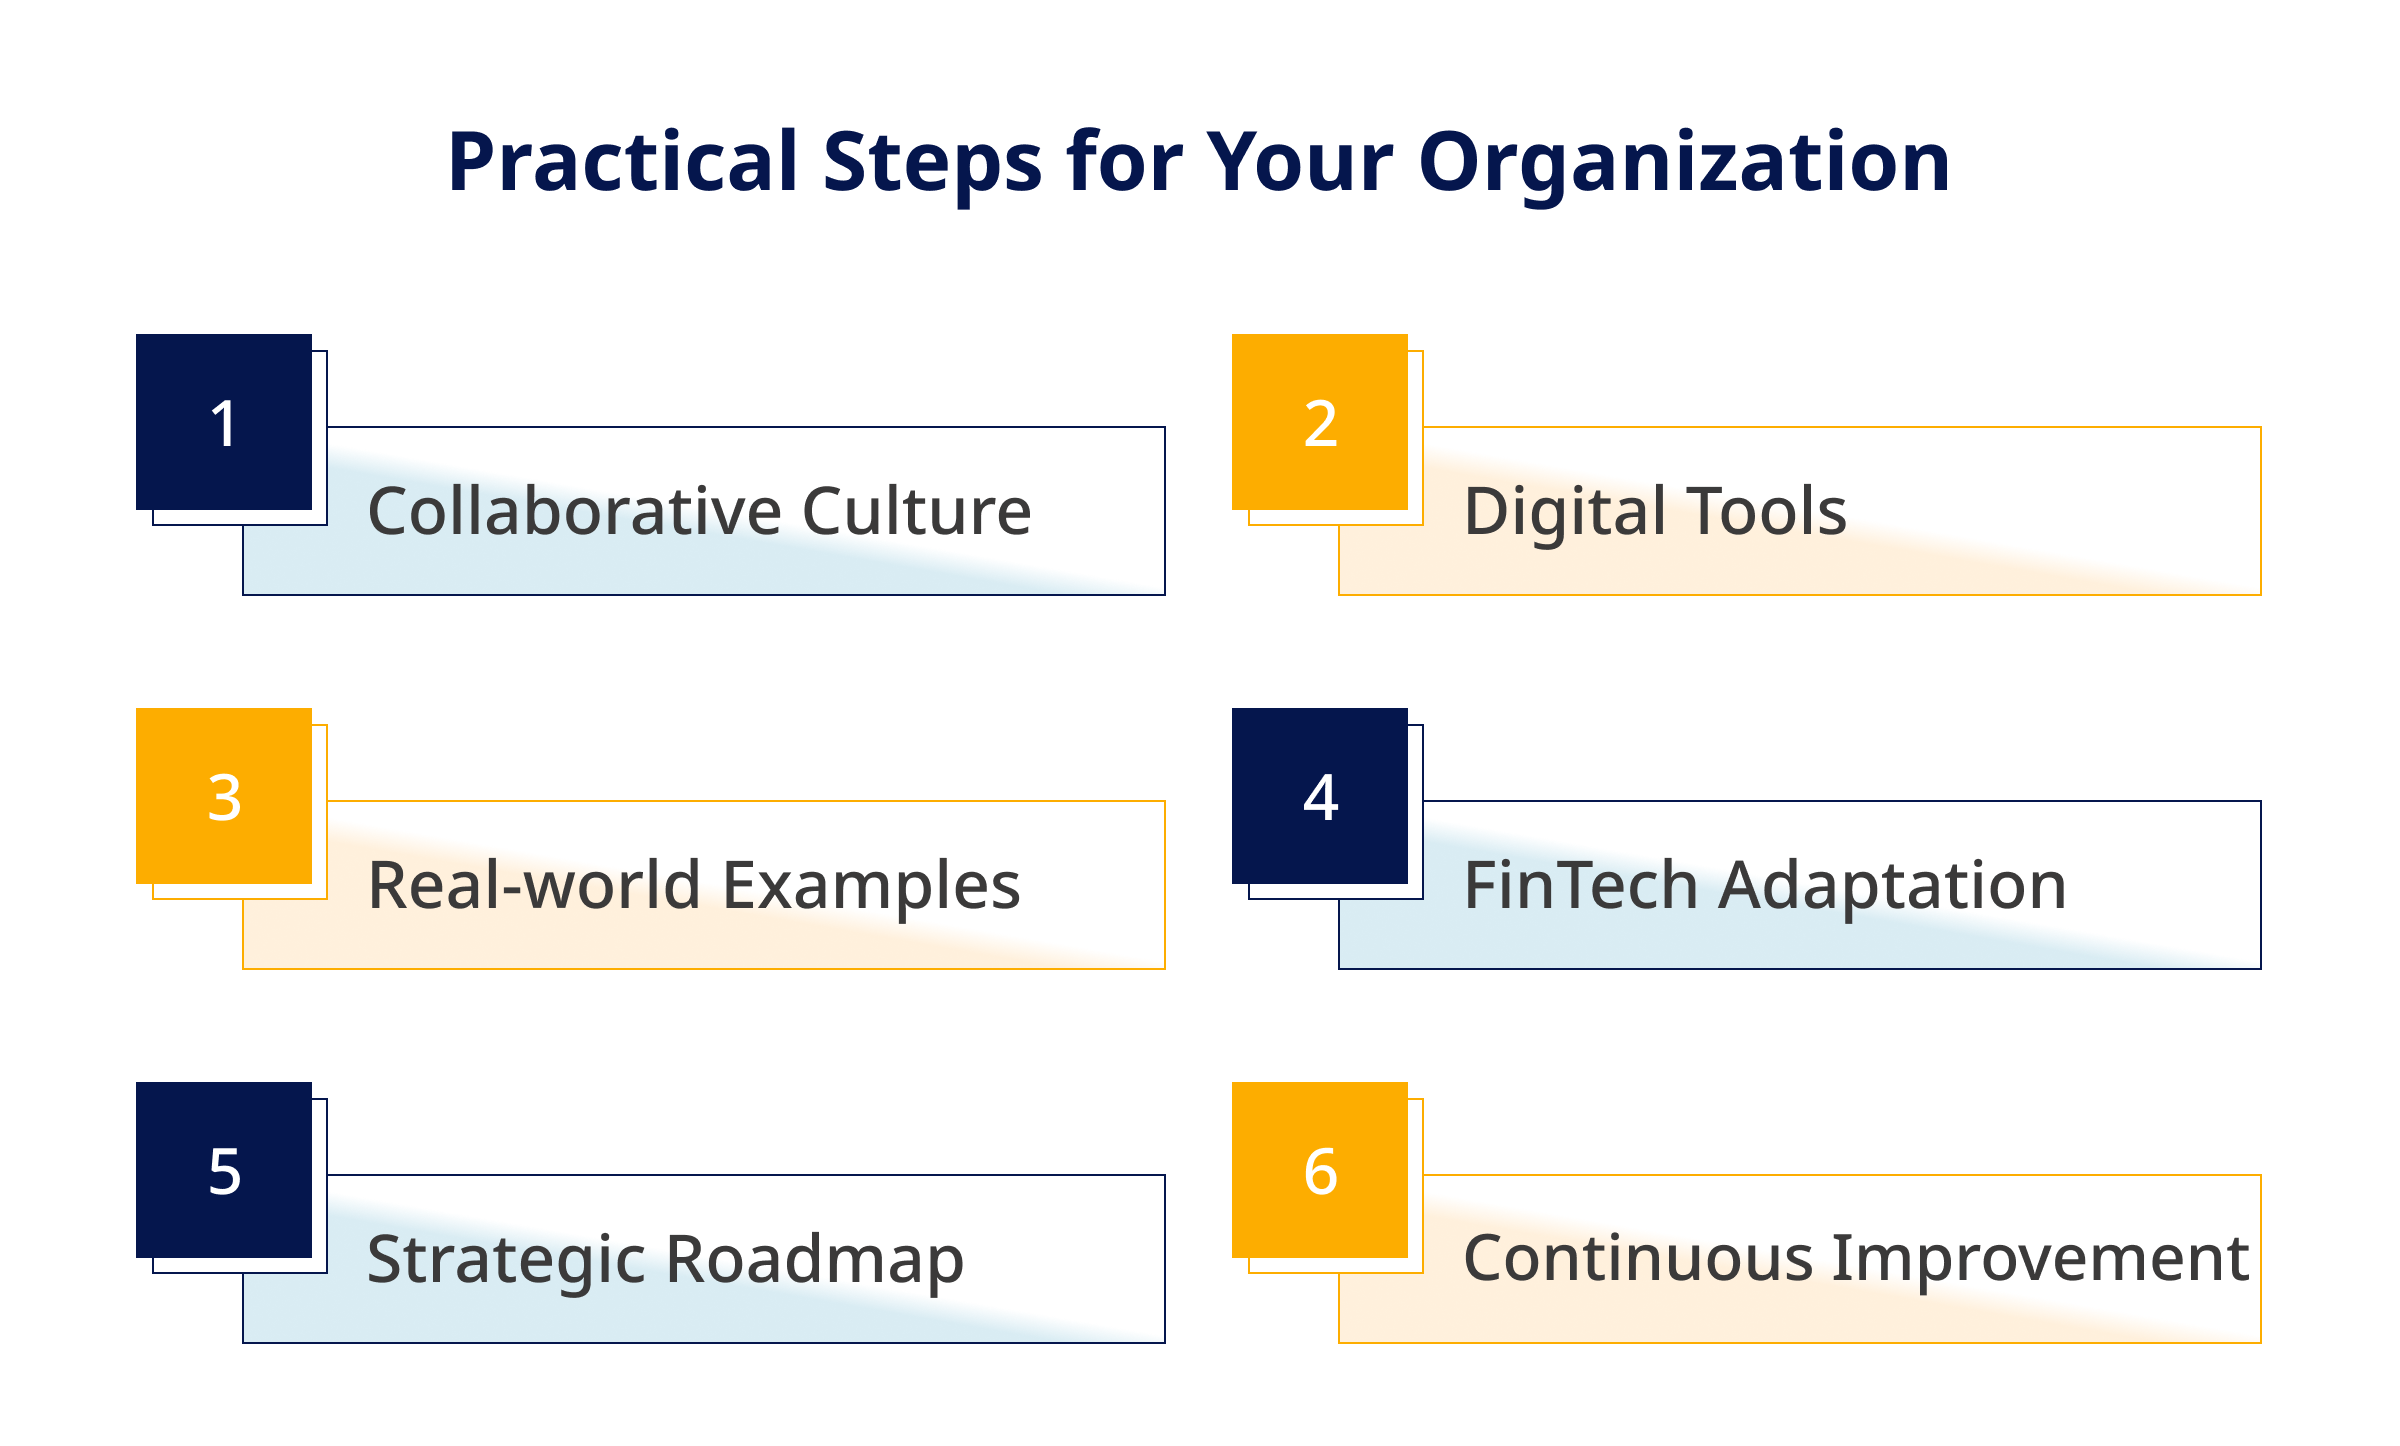 Practical Steps for Your Organization
1
Collaborative Culture
2
Digital Tools
3
Real-world Examples
4
FinTech Adaptation
5
Strategic Roadmap
6
Continuous Improvement